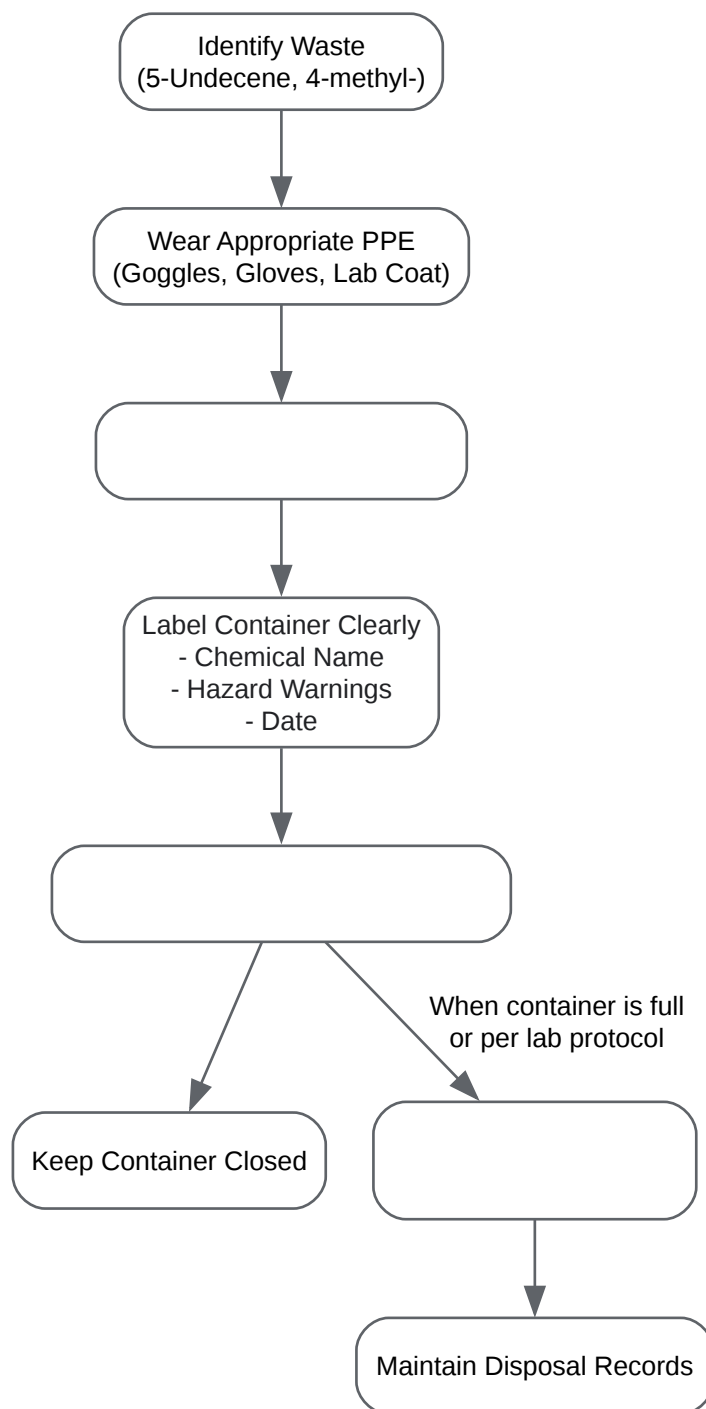 Identify Waste
(5-Undecene, 4-methyl-)
Wear Appropriate PPE
(Goggles, Gloves, Lab Coat)
Label Container Clearly
- Chemical Name
- Hazard Warnings
- Date
When container is full
or per lab protocol
Keep Container Closed
Maintain Disposal Records